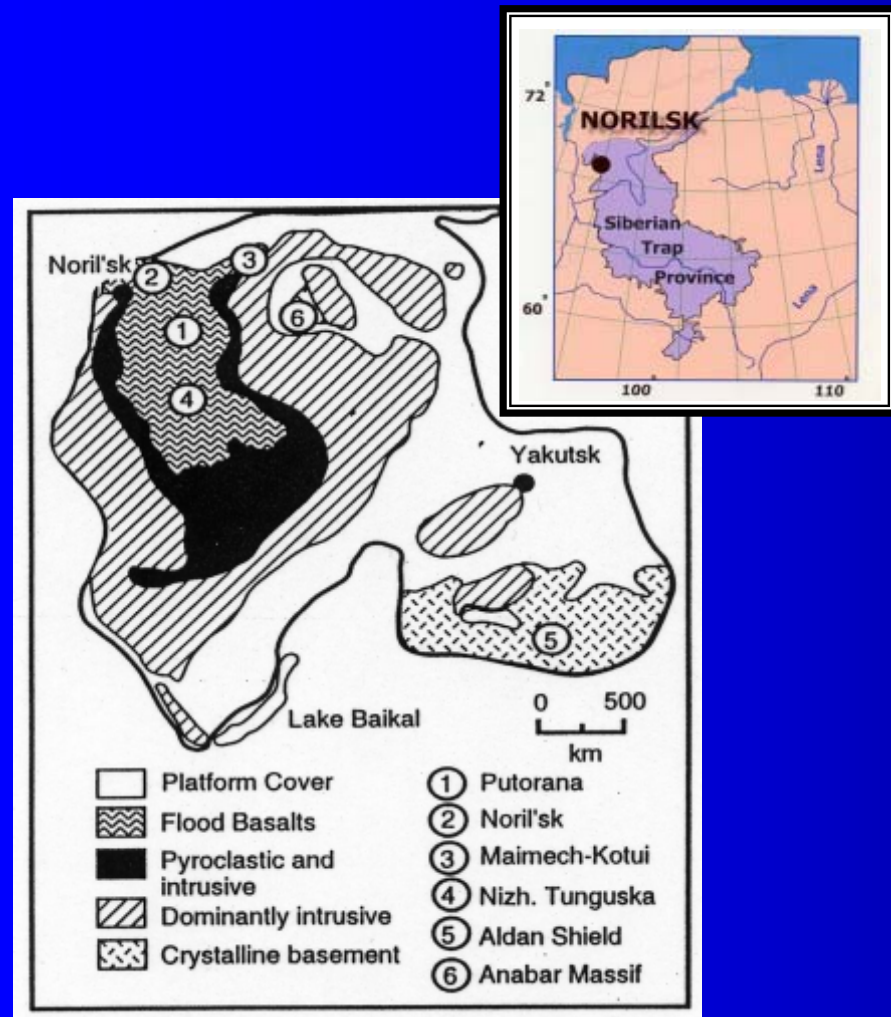 72°
NORILSK
Siberian
Trap
Province
Lena
Lena
60°
100
110
Noril'sk
2
3
1
6
4
Yakutsk
5
Lake Baikal
0 500
km
Platform Cover
Flood Basalts
Pyroclastic and
intrusive
Dominantly intrusive
Crystalline basement
1 Putorana
2 Noril'sk
3 Maimech-Kotui
4 Nizh. Tunguska
5 Aldan Shield
6 Anabar Massif